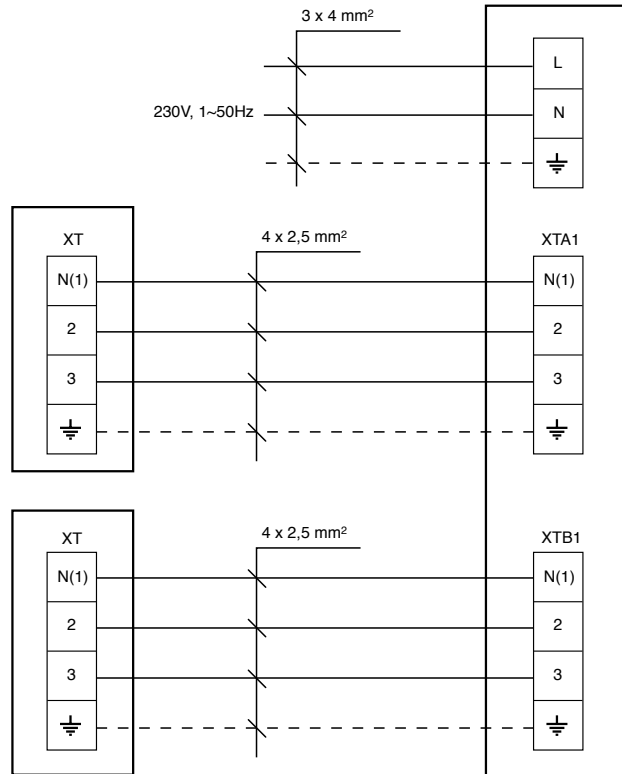 3 x 4 mm²
L
230V, 1~50Hz
N
XT
4 x 2,5 mm²
XTA1
N(1)
N(1)
2
2
3
3
XT
4 x 2,5 mm²
XTB1
N(1)
N(1)
2
2
3
3